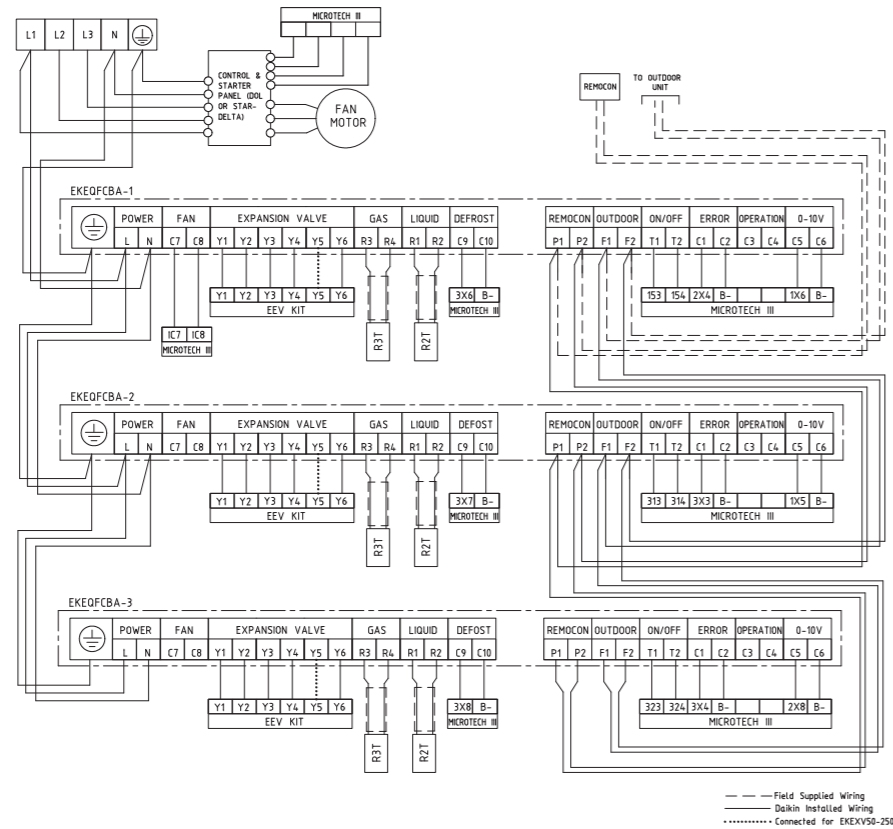 MICROTECH III
L1 L2 L3 N
CONTROL &
STARTER
PANEL (DOL
OR STAR-
DELTA)
FAN
MOTOR
REMOCON
TO OUTDOOR
UNIT
EKEQFCBA-1
POWER FAN EXPANSION VALVE GAS LIQUID DEFROST REMOCON OUTDOOR ON/OFF ERROR OPERATION 0-10V
L N C7 C8 Y1 Y2 Y3 Y4 Y5 Y6 R3 R4 R1 R2 C9 C10 P1 P2 F1 F2 T1 T2 C1 C2 C3 C4 C5 C6
Y1 Y2 Y3 Y4 Y5 Y6 3X6 B- 153 154 2X4 B- 1X6 B-
EEV KIT MICROTECH III MICROTECH III
IC7 IC8
MICROTECH III
R3T R2T
EKEQFCBA-2
POWER FAN EXPANSION VALVE GAS LIQUID DEFOST REMOCON OUTDOOR ON/OFF ERROR OPERATION 0-10V
L N C7 C8 Y1 Y2 Y3 Y4 Y5 Y6 R3 R4 R1 R2 C9 C10 P1 P2 F1 F2 T1 T2 C1 C2 C3 C4 C5 C6
Y1 Y2 Y3 Y4 Y5 Y6 3X7 B- 313 314 3X3 B- 1X5 B-
EEV KIT MICROTECH III MICROTECH III
R3T R2T
EKEQFCBA-3
POWER FAN EXPANSION VALVE GAS LIQUID DEFOST REMOCON OUTDOOR ON/OFF ERROR OPERATION 0-10V
L N C7 C8 Y1 Y2 Y3 Y4 Y5 Y6 R3 R4 R1 R2 C9 C10 P1 P2 F1 F2 T1 T2 C1 C2 C3 C4 C5 C6
Y1 Y2 Y3 Y4 Y5 Y6 3X8 B- 323 324 3X4 B- 2X8 B-
EEV KIT MICROTECH III MICROTECH III
R3T R2T
Field Supplied Wiring
Daikin Installed Wiring
Connected for EKEXV50-250